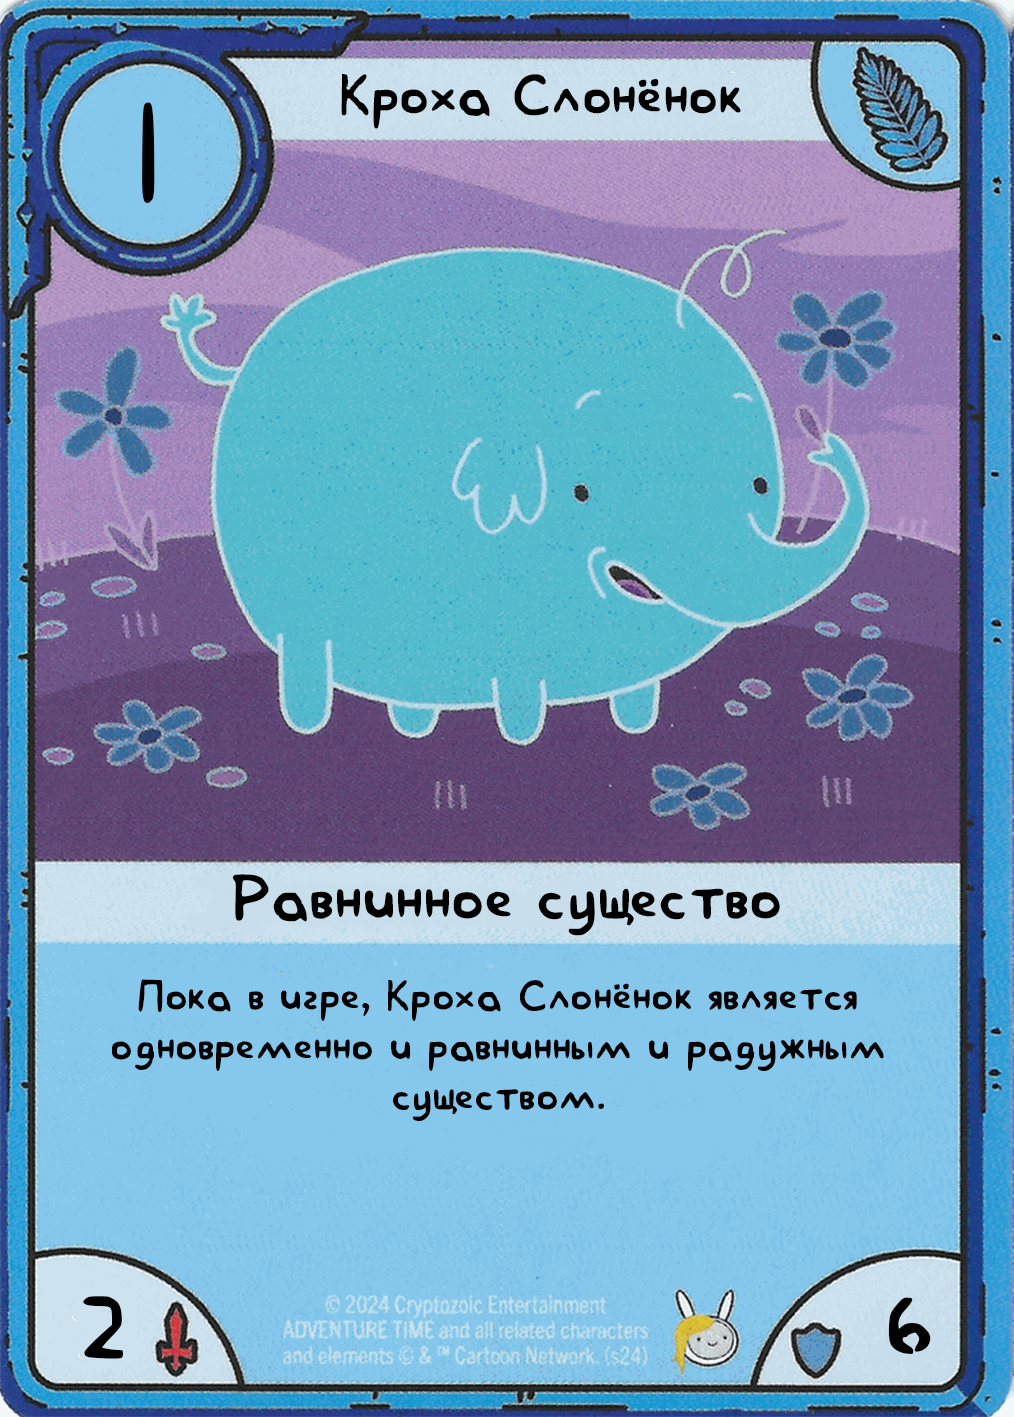 1
Кроха Слонёнок
Равнинное существо
Пока в игре, Кроха Слонёнок является
одновременно и равнинным и радужным
существом.
© 2024 Cryptozoic Entertainment
ADVENTURE TIME and all related characters
and elements © & ™ Cartoon Network. (s24)
2
6